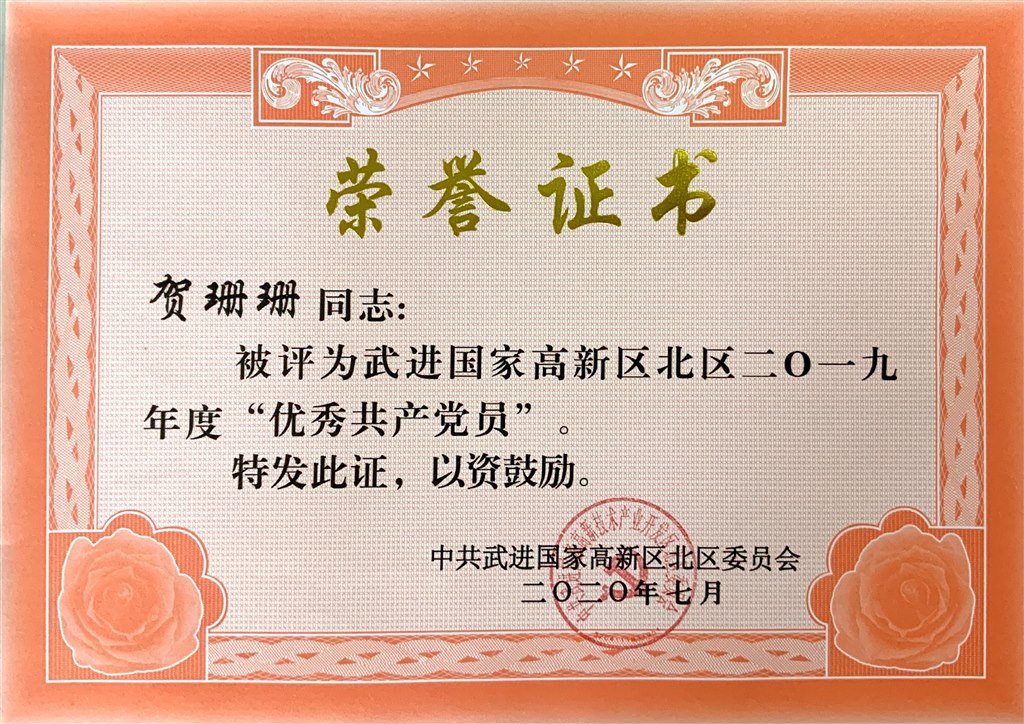 荣誉证书
贺珊珊 同志:
被评为武进国家高新区北区二〇一九
年度“优秀共产党员”。
特发此证，以资鼓励。
中共武进国家高新区北区委员会
二〇二〇年七月